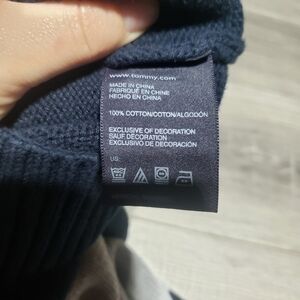 www.tommy.com
MADE IN CHINA
FABRIQUE EN CHINE
HECHO EN CHINA
100% COTTON/COTON/ALGODÓN
EXCLUSIVE OF DECORATION
SAUF DÉCORATION
EXCLUSIVO DE DECORACIÓN
US: